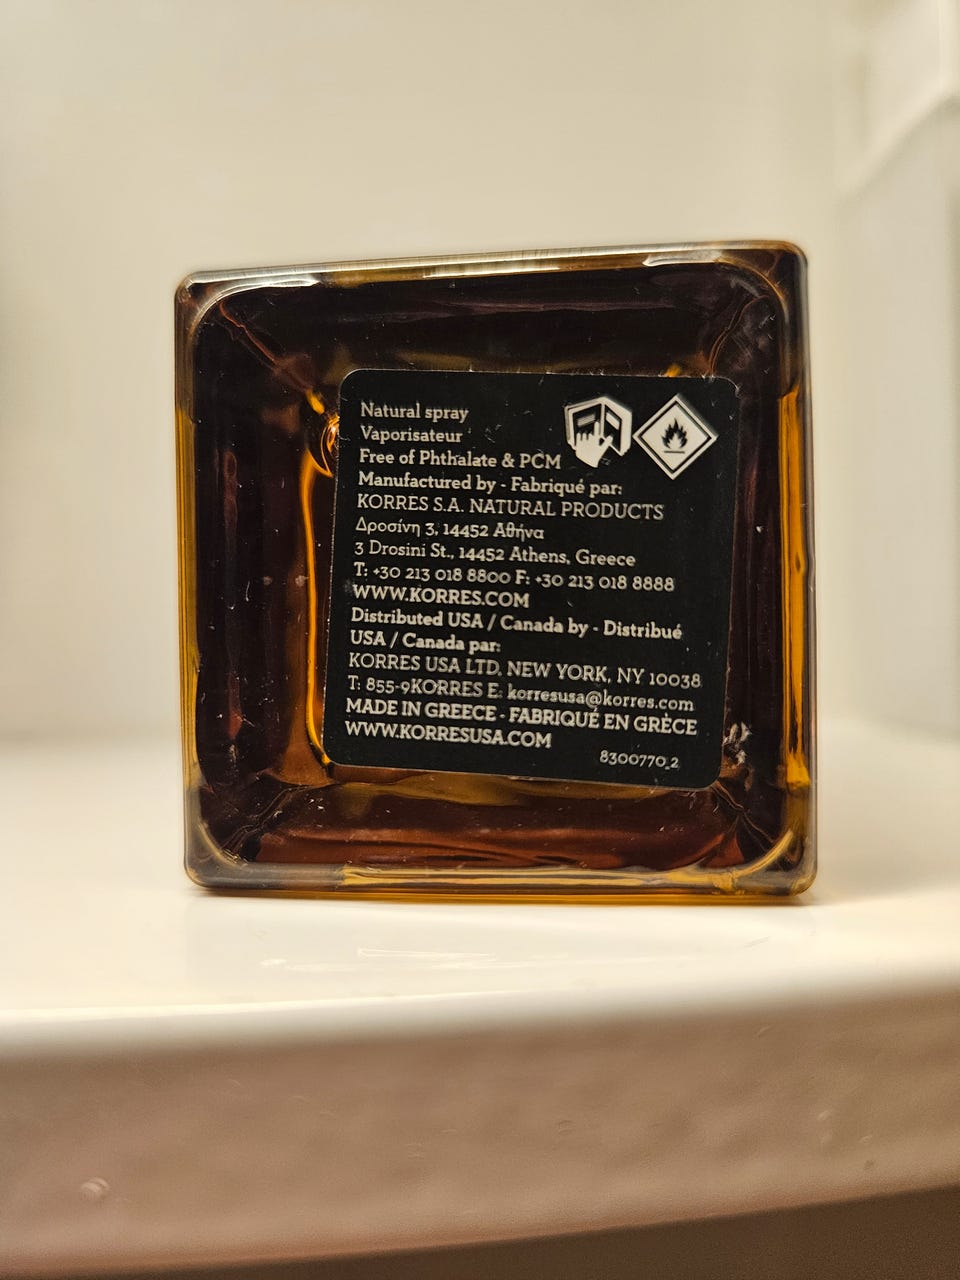 Natural spray
Vaporisateur
Free of Phthalate & PCM
Manufactured by - Fabriqué par:
KORRES S.A. NATURAL PRODUCTS
Δροσίνη 3, 14452 Αθήνα
3 Drosini St., 14452 Athens, Greece
T: +30 213 018 8800 F: +30 213 018 8888
WWW.KORRES.COM
Distributed USA / Canada by - Distribué
USA / Canada par:
KORRES USA LTD, NEW YORK, NY 10038
T: 855-9KORRES E: korresusa@korres.com
MADE IN GREECE - FABRIQUÉ EN GRÈCE
WWW.KORRESUSA.COM
8300770_2